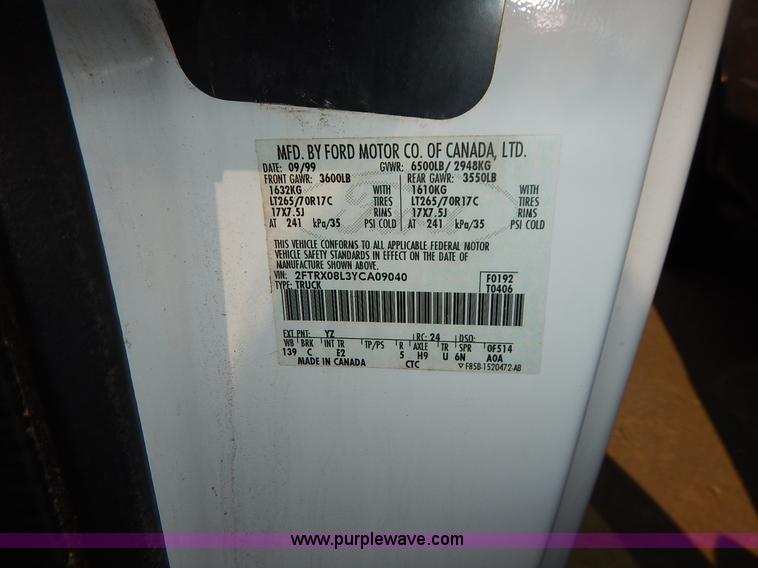 MFD. BY FORD MOTOR CO. OF CANADA, LTD.
DATE: 09/99 GVWR: 6500LB/ 2948KG
FRONT GAWR: 3600LB REAR GAWR: 3550LB
1632KG WITH 1610KG WITH
LT265/70R17C TIRES LT265/70R17C TIRES
17X7.5J RIMS 17X7.5J RIMS
AT 241 kPa/35 PSI COLD AT 241 kPa/35 PSI COLD
THIS VEHICLE CONFORMS TO ALL APPLICABLE FEDERAL MOTOR
VEHICLE SAFETY STANDARDS IN EFFECT ON THE DATE OF
MANUFACTURE SHOWN ABOVE.
VIN: 2FTRX08L3YCA09040 F0192
TYPE: TRUCK T0406
EXT PNT: YZ RC: 24 DSO:
WB BRK INT TR TP/PS R AXLE TR SPR 0F514
139 C E2 5 H9 U 6N A0A
MADE IN CANADA CTC F85B-1520472-AB
www.purplewave.com